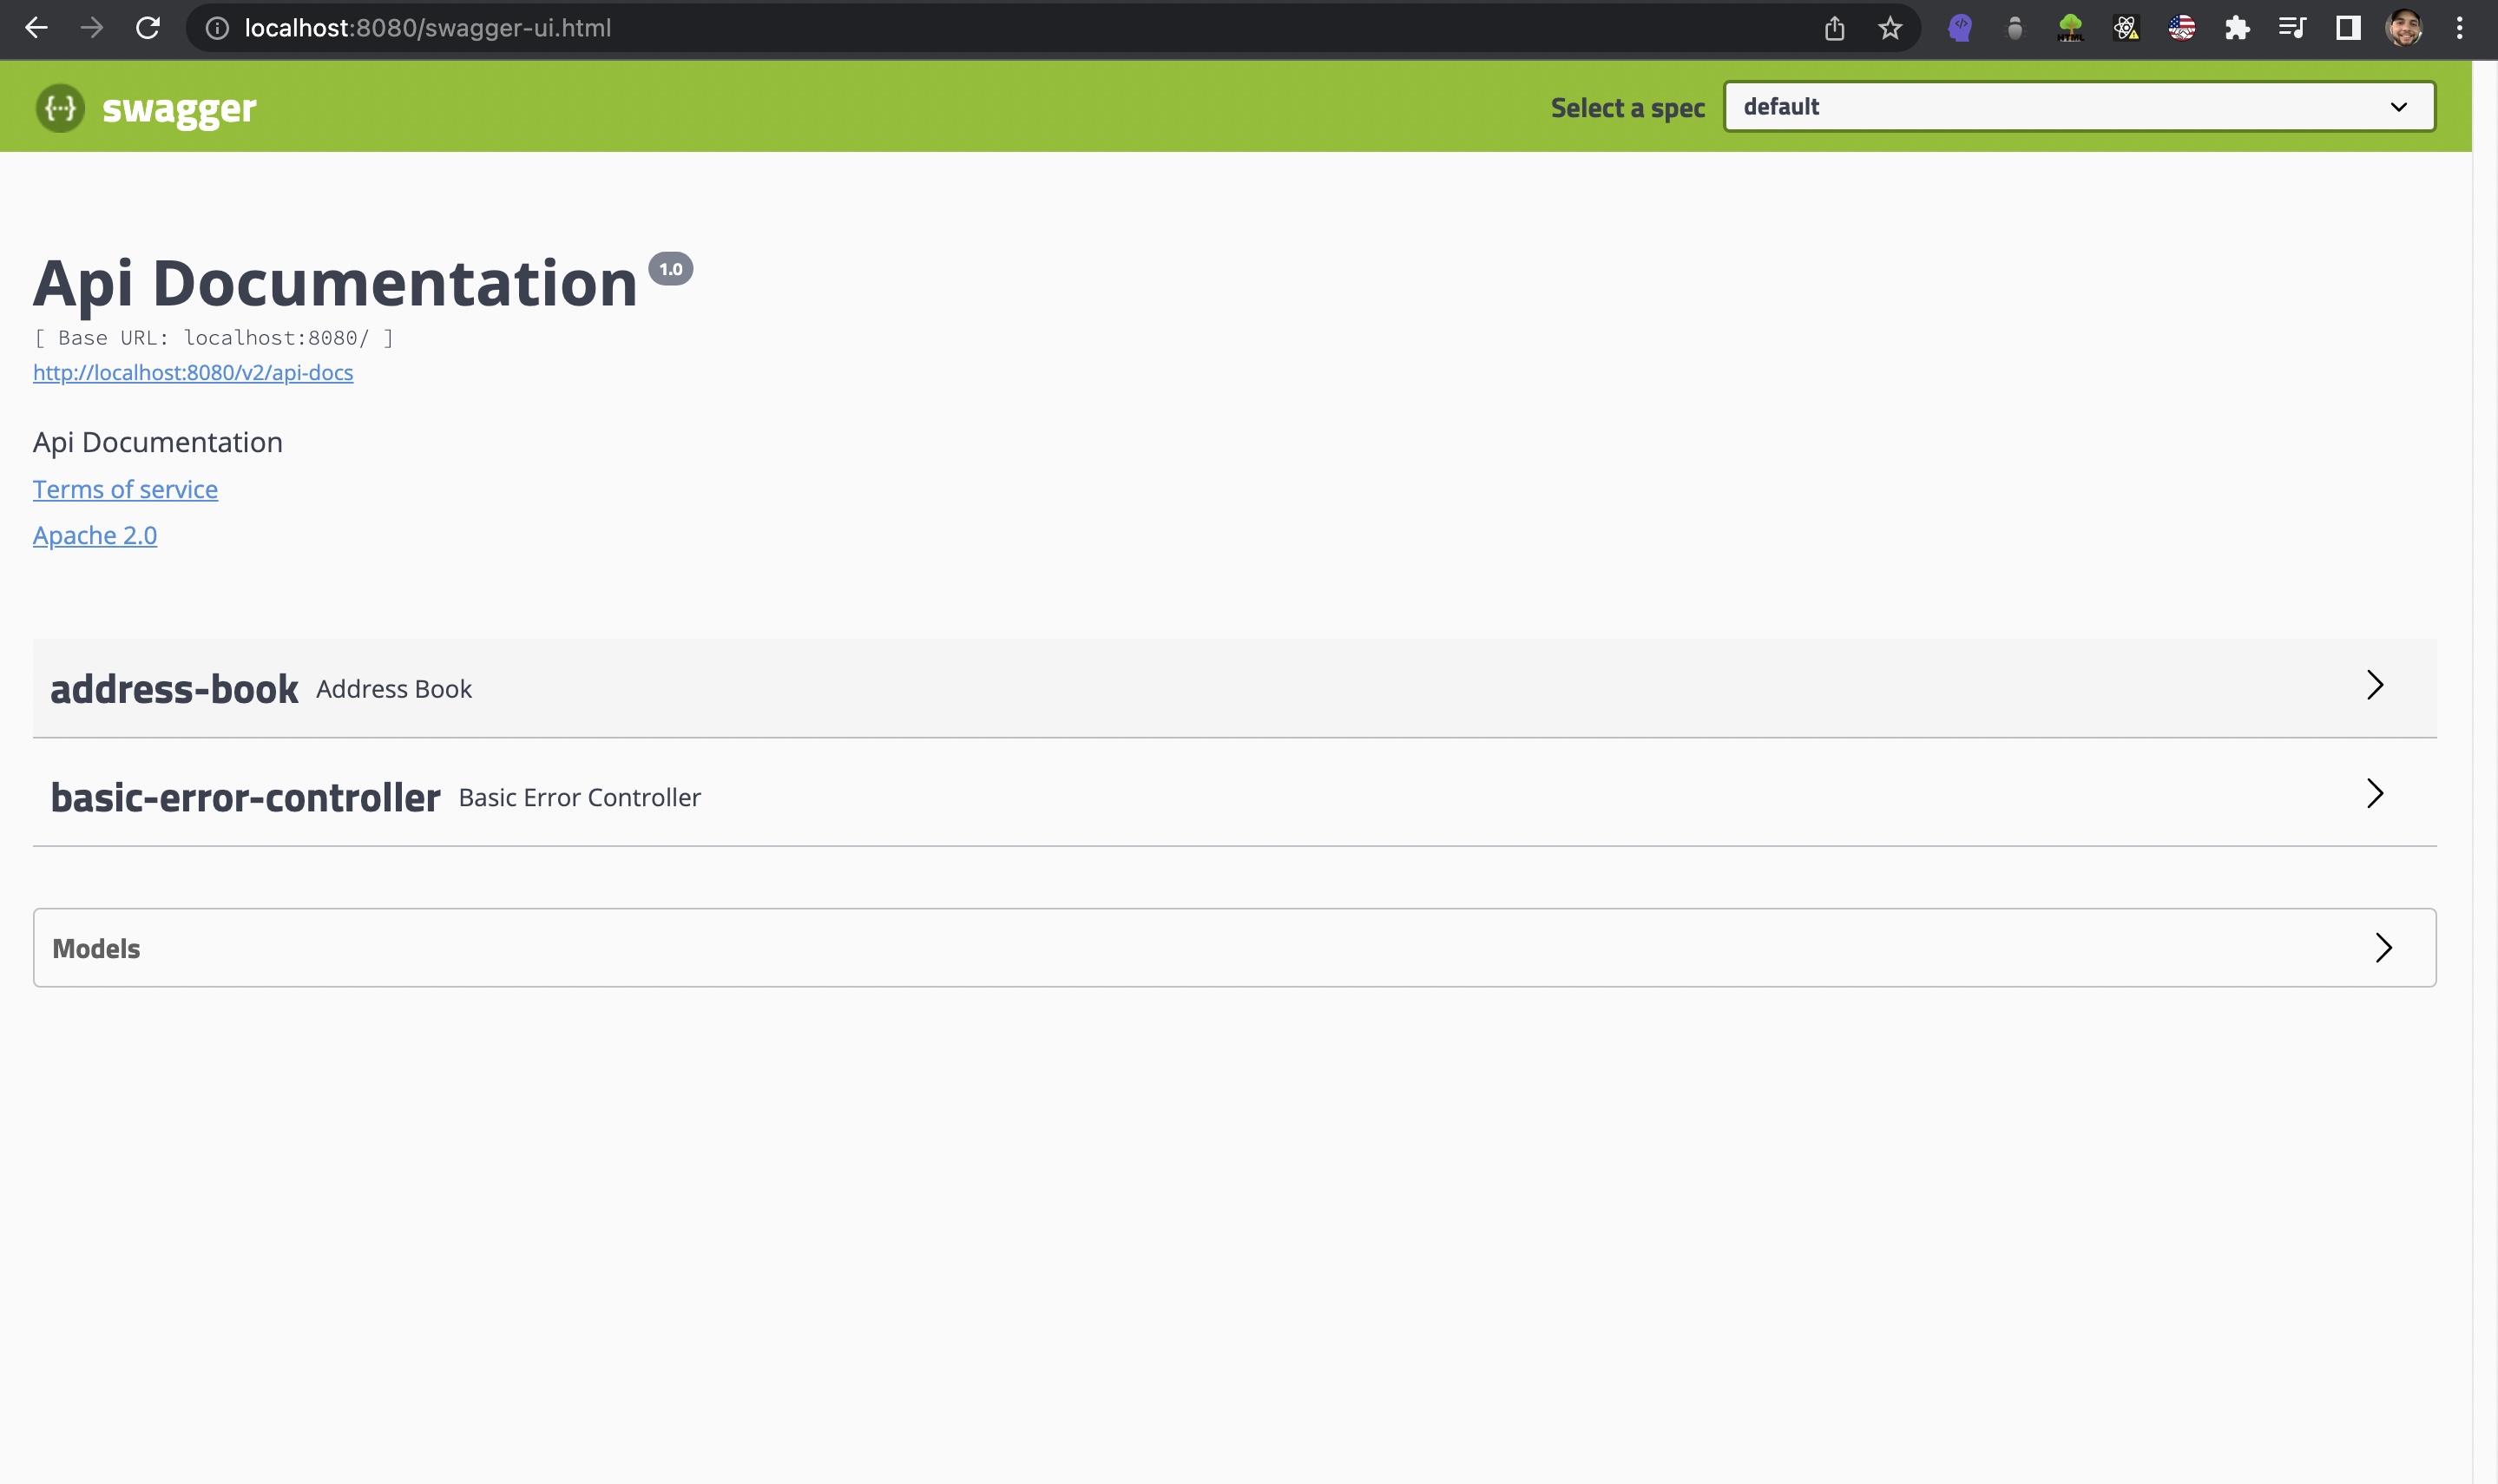 localhost:8080/swagger-ui.html
HTML
{...} swagger
Select a spec
default
Api Documentation 1.0
[ Base URL: localhost:8080/ ]
http://localhost:8080/v2/api-docs
Api Documentation
Terms of service
Apache 2.0
address-book Address Book
basic-error-controller Basic Error Controller
Models